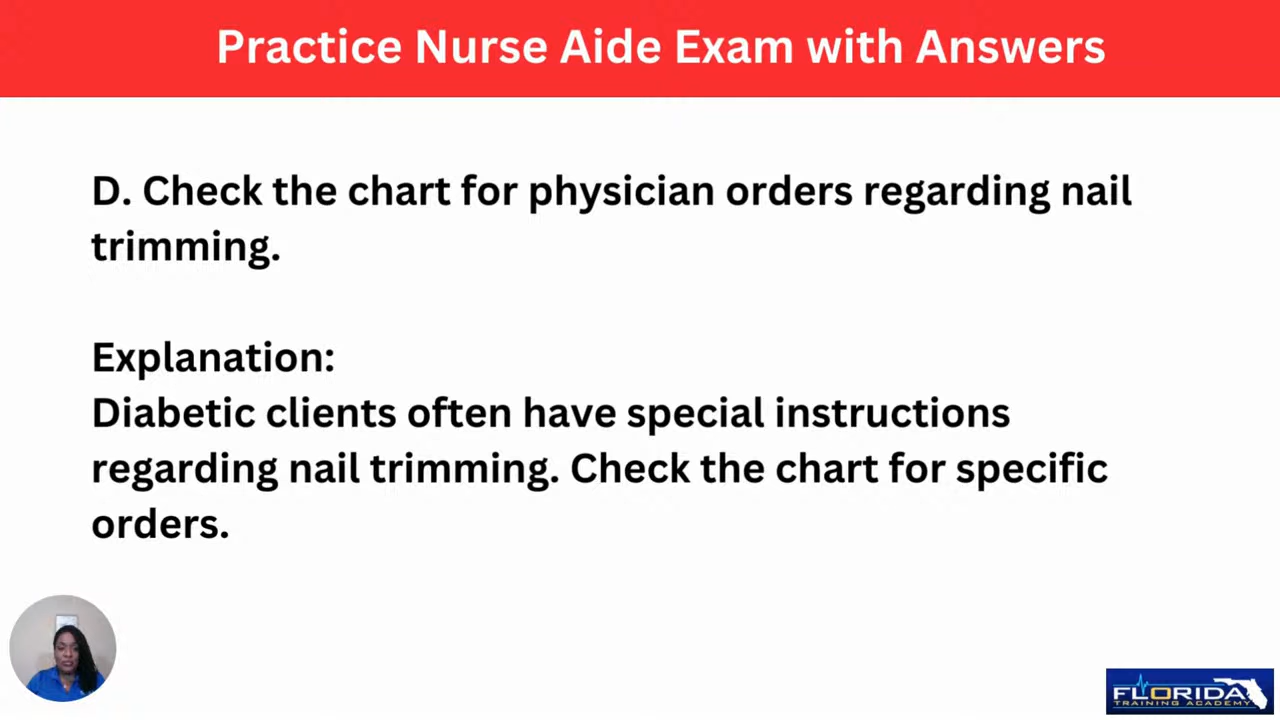 Practice Nurse Aide Exam with Answers
D. Check the chart for physician orders regarding nail
trimming.
Explanation:
Diabetic clients often have special instructions
regarding nail trimming. Check the chart for specific
orders.
FLORIDA
TRAINING ACADEMY